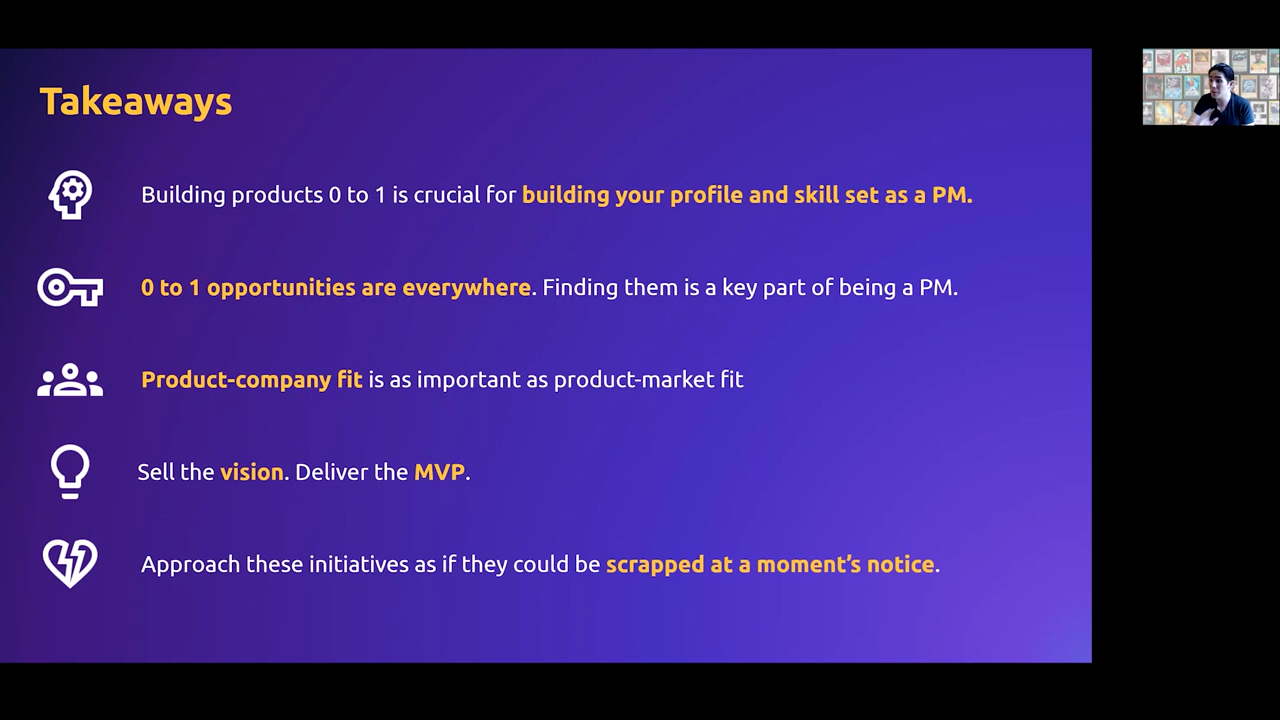 Takeaways
Building products 0 to 1 is crucial for building your profile and skill set as a PM.
0 to 1 opportunities are everywhere. Finding them is a key part of being a PM.
Product-company fit is as important as product-market fit
Sell the vision. Deliver the MVP.
Approach these initiatives as if they could be scrapped at a moment’s notice.